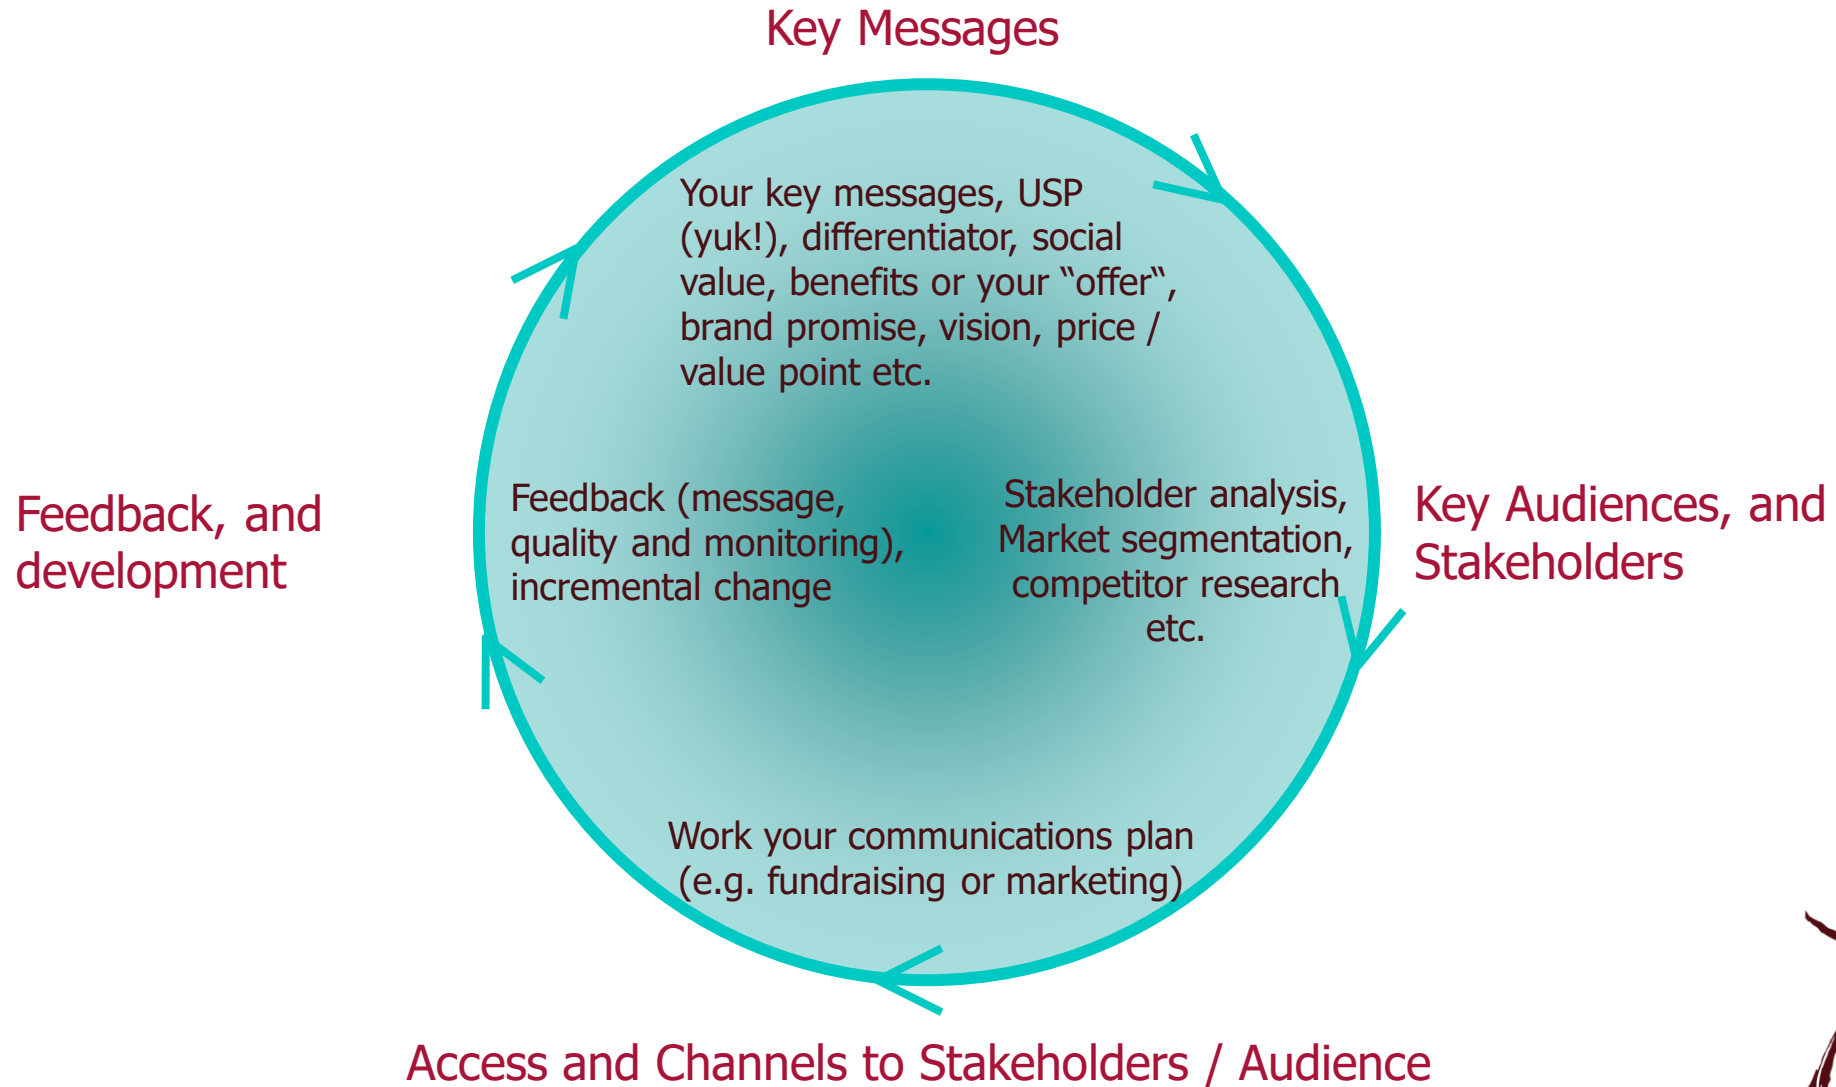 Key Messages
Your key messages, USP
(yuk!), differentiator, social
value, benefits or your “offer“,
brand promise, vision, price /
value point etc.
Feedback, and
development
Feedback (message,
quality and monitoring),
incremental change
Stakeholder analysis,
Market segmentation,
competitor research
etc.
Key Audiences, and
Stakeholders
Work your communications plan
(e.g. fundraising or marketing)
Access and Channels to Stakeholders / Audience